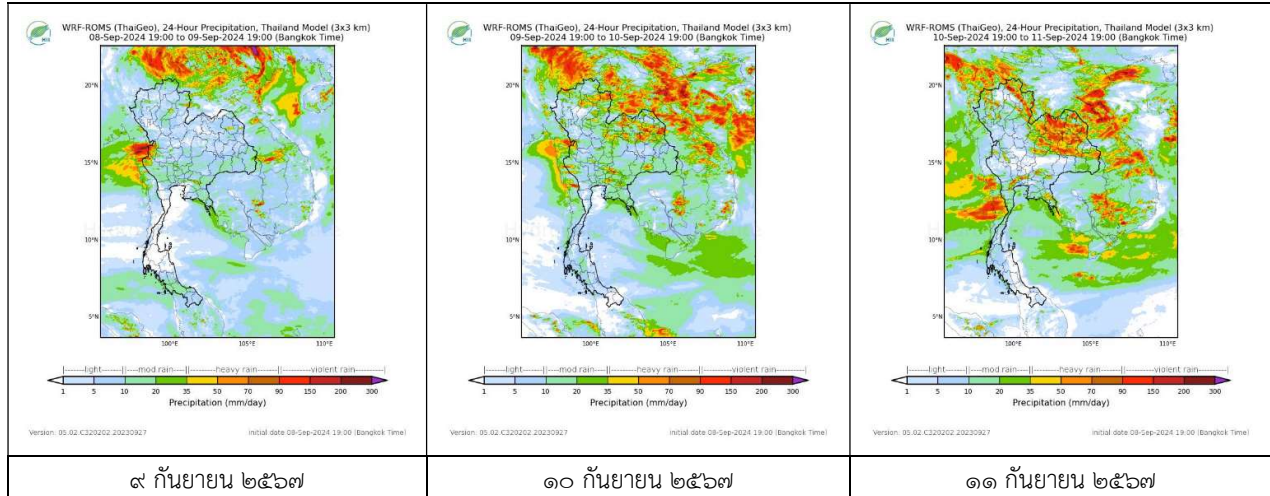 WRF-ROMS (ThaiGeo), 24-Hour Precipitation, Thailand Model (3x3 km)
08-Sep-2024 19:00 to 09-Sep-2024 19:00 (Bangkok Time)
20°N
15°N
10°N
5°N
100°E 105°E 110°E
|-------light-------||----mod rain-----||------heavy rain------||-----violent rain------|
1 5 10 20 35 50 70 90 150 200 300
Precipitation (mm/day)
Version: 05.02.C320202.20230927 initial date 08-Sep-2024 19:00 (Bangkok Time)
๙ กันยายน ๒๕๖๗
WRF-ROMS (ThaiGeo), 24-Hour Precipitation, Thailand Model (3x3 km)
09-Sep-2024 19:00 to 10-Sep-2024 19:00 (Bangkok Time)
20°N
15°N
10°N
5°N
100°E 105°E 110°E
|-------light-------||----mod rain-----||------heavy rain------||-----violent rain------|
1 5 10 20 35 50 70 90 150 200 300
Precipitation (mm/day)
Version: 05.02.C320202.20230927 initial date 08-Sep-2024 19:00 (Bangkok Time)
๑๐ กันยายน ๒๕๖๗
WRF-ROMS (ThaiGeo), 24-Hour Precipitation, Thailand Model (3x3 km)
10-Sep-2024 19:00 to 11-Sep-2024 19:00 (Bangkok Time)
20°N
15°N
10°N
5°N
100°E 105°E 110°E
|-------light-------||----mod rain-----||------heavy rain------||-----violent rain------|
1 5 10 20 35 50 70 90 150 200 300
Precipitation (mm/day)
Version: 05.02.C320202.20230927 initial date 08-Sep-2024 19:00 (Bangkok Time)
๑๑ กันยายน ๒๕๖๗